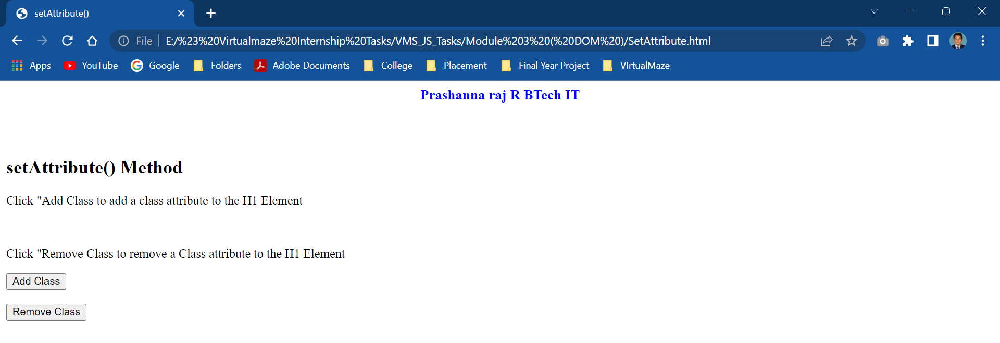 setAttribute()
File E:/%23%20Virtualmaze%20Internship%20Tasks/VMS_JS_Tasks/Module%203%20(%20DOM%20)/SetAttribute.html
Apps YouTube Google Folders Adobe Documents College Placement Final Year Project VIrtualMaze
Prashanna raj R BTech IT
setAttribute() Method
Click "Add Class to add a class attribute to the H1 Element
Click "Remove Class to remove a Class attribute to the H1 Element
Add Class
Remove Class